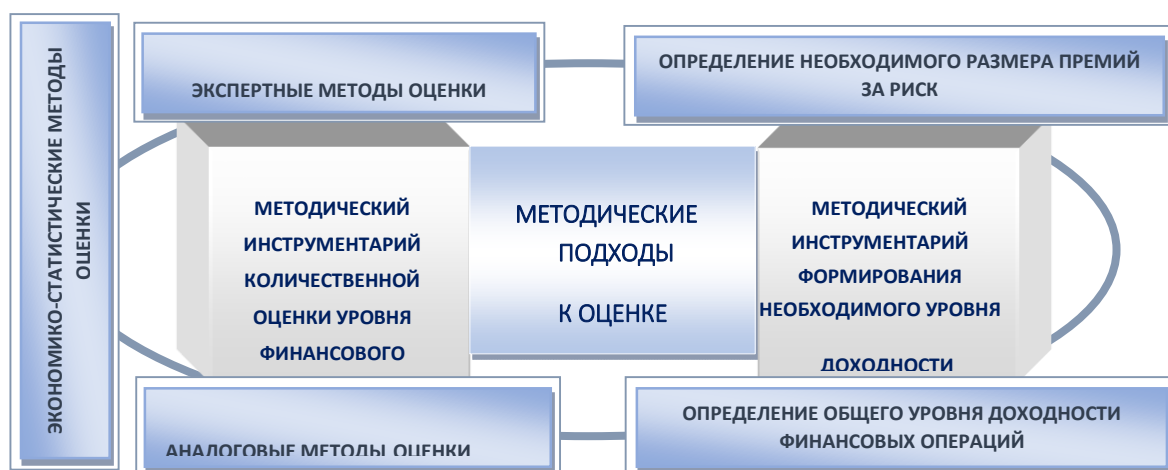 ЭКОНОМИКО-СТАТИСТИЧЕСКИЕ МЕТОДЫ
ОЦЕНКИ
ЭКСПЕРТНЫЕ МЕТОДЫ ОЦЕНКИ
ОПРЕДЕЛЕНИЕ НЕОБХОДИМОГО РАЗМЕРА ПРЕМИЙ
ЗА РИСК
МЕТОДИЧЕСКИЙ
ИНСТРУМЕНТАРИЙ
КОЛИЧЕСТВЕННОЙ
ОЦЕНКИ УРОВНЯ
ФИНАНСОВОГО
МЕТОДИЧЕСКИЕ
ПОДХОДЫ
К ОЦЕНКЕ
МЕТОДИЧЕСКИЙ
ИНСТРУМЕНТАРИЙ
ФОРМИРОВАНИЯ
НЕОБХОДИМОГО УРОВНЯ
ДОХОДНОСТИ
АНАЛОГОВЫЕ МЕТОДЫ ОЦЕНКИ
ОПРЕДЕЛЕНИЕ ОБЩЕГО УРОВНЯ ДОХОДНОСТИ
ФИНАНСОВЫХ ОПЕРАЦИЙ